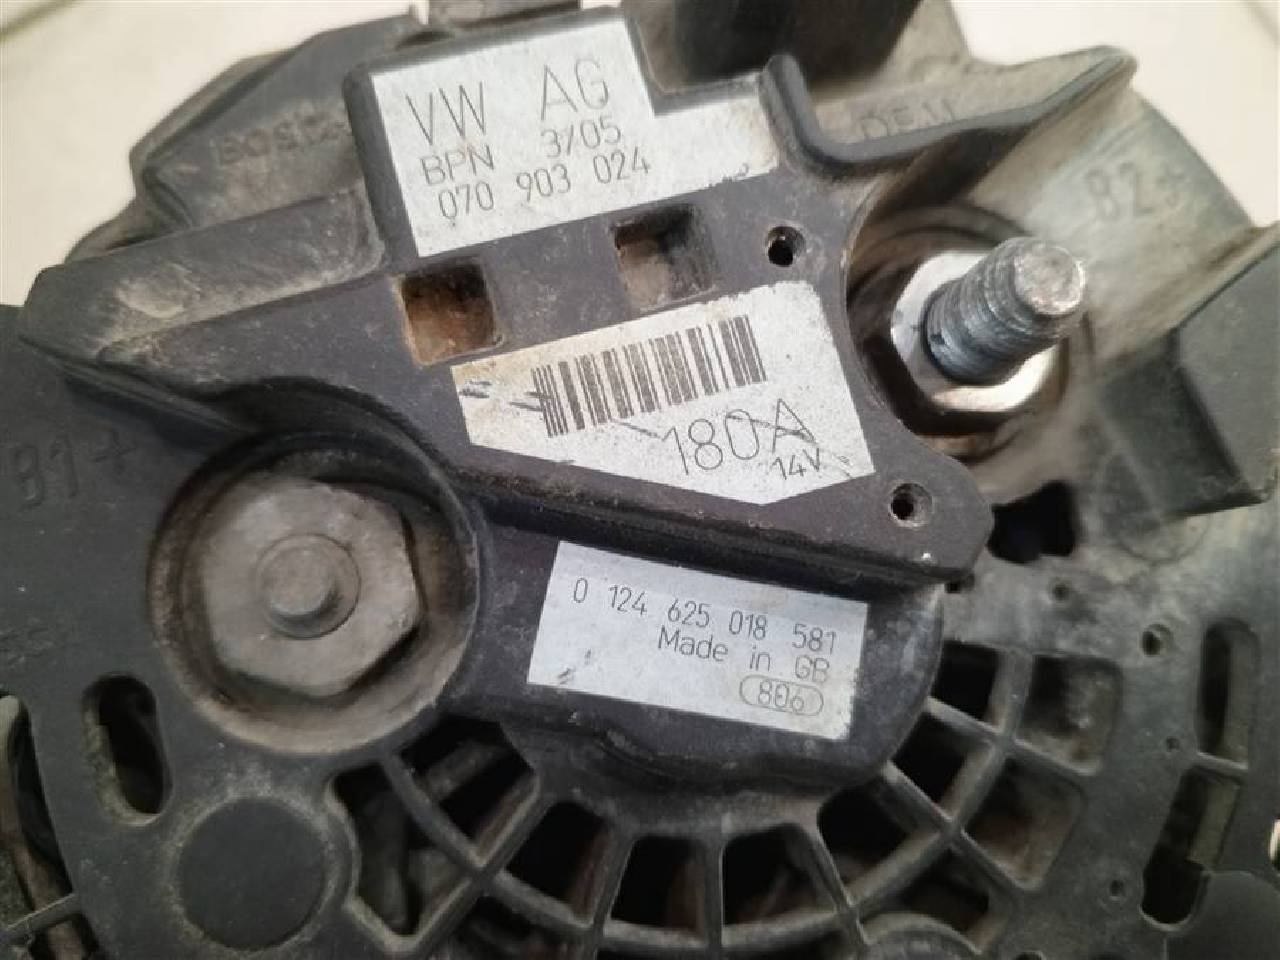 VW AG
BPN 3/05
070 903 024
BOSCH
B2+
180A
14V
B1+
0 124 625 018 581
Made in GB
806